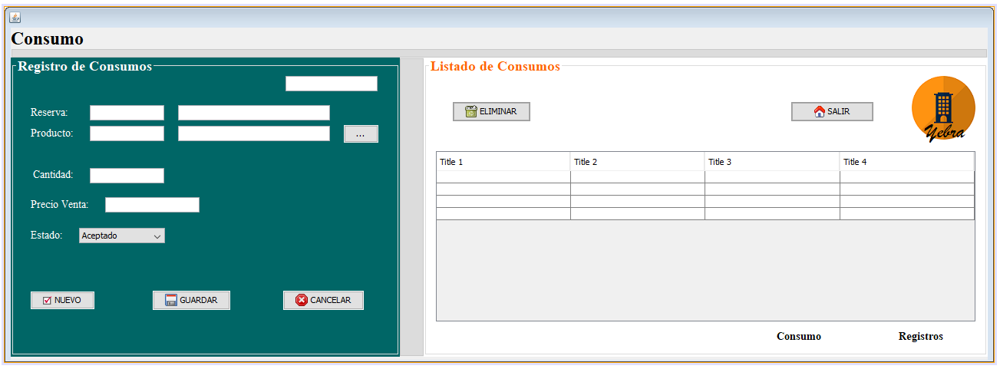 Consumo
Registro de Consumos
Reserva:
Producto:
...
Cantidad:
Precio Venta:
Estado:
Aceptado
NUEVO
GUARDAR
CANCELAR
Listado de Consumos
ELIMINAR
SALIR
Yebra
Title 1
Title 2
Title 3
Title 4
Consumo
Registros